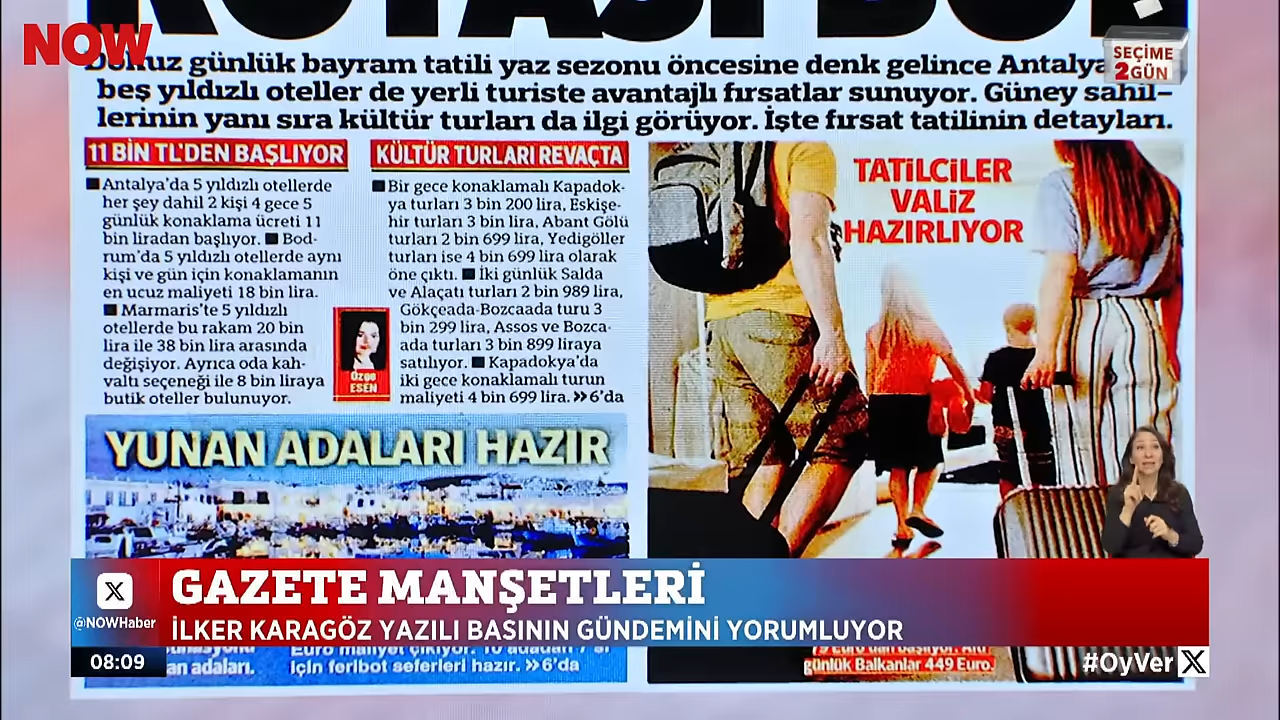 NOW
SEÇİME
2 GÜN
Dokuz günlük bayram tatili yaz sezonu öncesine denk gelince Antalya
beş yıldızlı oteller de yerli turiste avantajlı fırsatlar sunuyor. Güney sahil-
lerinin yanı sıra kültür turları da ilgi görüyor. İşte fırsat tatilinin detayları.
11 BİN TL'DEN BAŞLIYOR
■ Antalya'da 5 yıldızlı otellerde
her şey dahil 2 kişi 4 gece 5
günlük konaklama ücreti 11
bin liradan başlıyor. ■ Bod-
rum'da 5 yıldızlı otellerde aynı
kişi ve gün için konaklamanın
en ucuz maliyeti 18 bin lira.
■ Marmaris'te 5 yıldızlı
otellerde bu rakam 20 bin
lira ile 38 bin lira arasında
değişiyor. Ayrıca oda kah-
valtı seçeneği ile 8 bin liraya
butik oteller bulunuyor.
Özge
ESEN
KÜLTÜR TURLARI REVAÇTA
■ Bir gece konaklamalı Kapadok-
ya turları 3 bin 200 lira, Eskişe-
hir turları 3 bin lira, Abant Gölü
turları 2 bin 699 lira, Yedigöller
turları ise 4 bin 699 lira olarak
öne çıktı. ■ İki günlük Salda
ve Alaçatı turları 2 bin 989 lira,
Gökçeada-Bozcaada turu 3
bin 299 lira, Assos ve Bozca-
ada turları 3 bin 899 liraya
satılıyor. ■ Kapadokya'da
iki gece konaklamalı turun
maliyeti 4 bin 699 lira. »6'da
TATİLCİLER
VALİZ
HAZIRLIYOR
YUNAN ADALARI HAZIR
GAZETE MANŞETLERİ
@NOWHaber
İLKER KARAGÖZ YAZILI BASININ GÜNDEMİNİ YORUMLUYOR
08:09
an adaları.
Euro maliyet çıkıyor. 10 adadan 7'si
için feribot seferleri hazır. »6'da
günlük Balkanlar 449 Euro.
#OyVer X